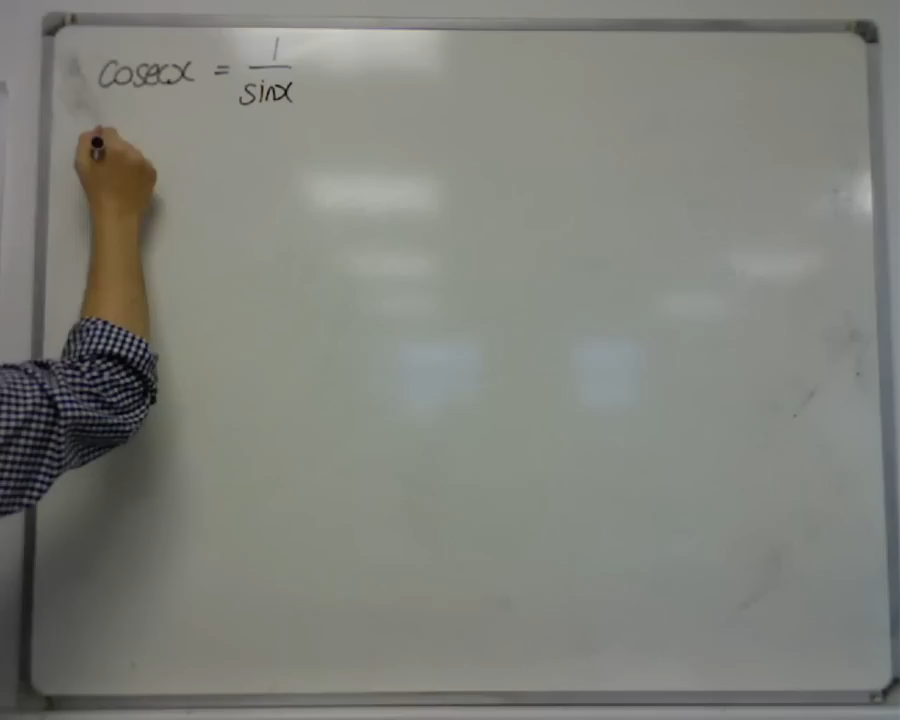 cosecx = 1/sinx